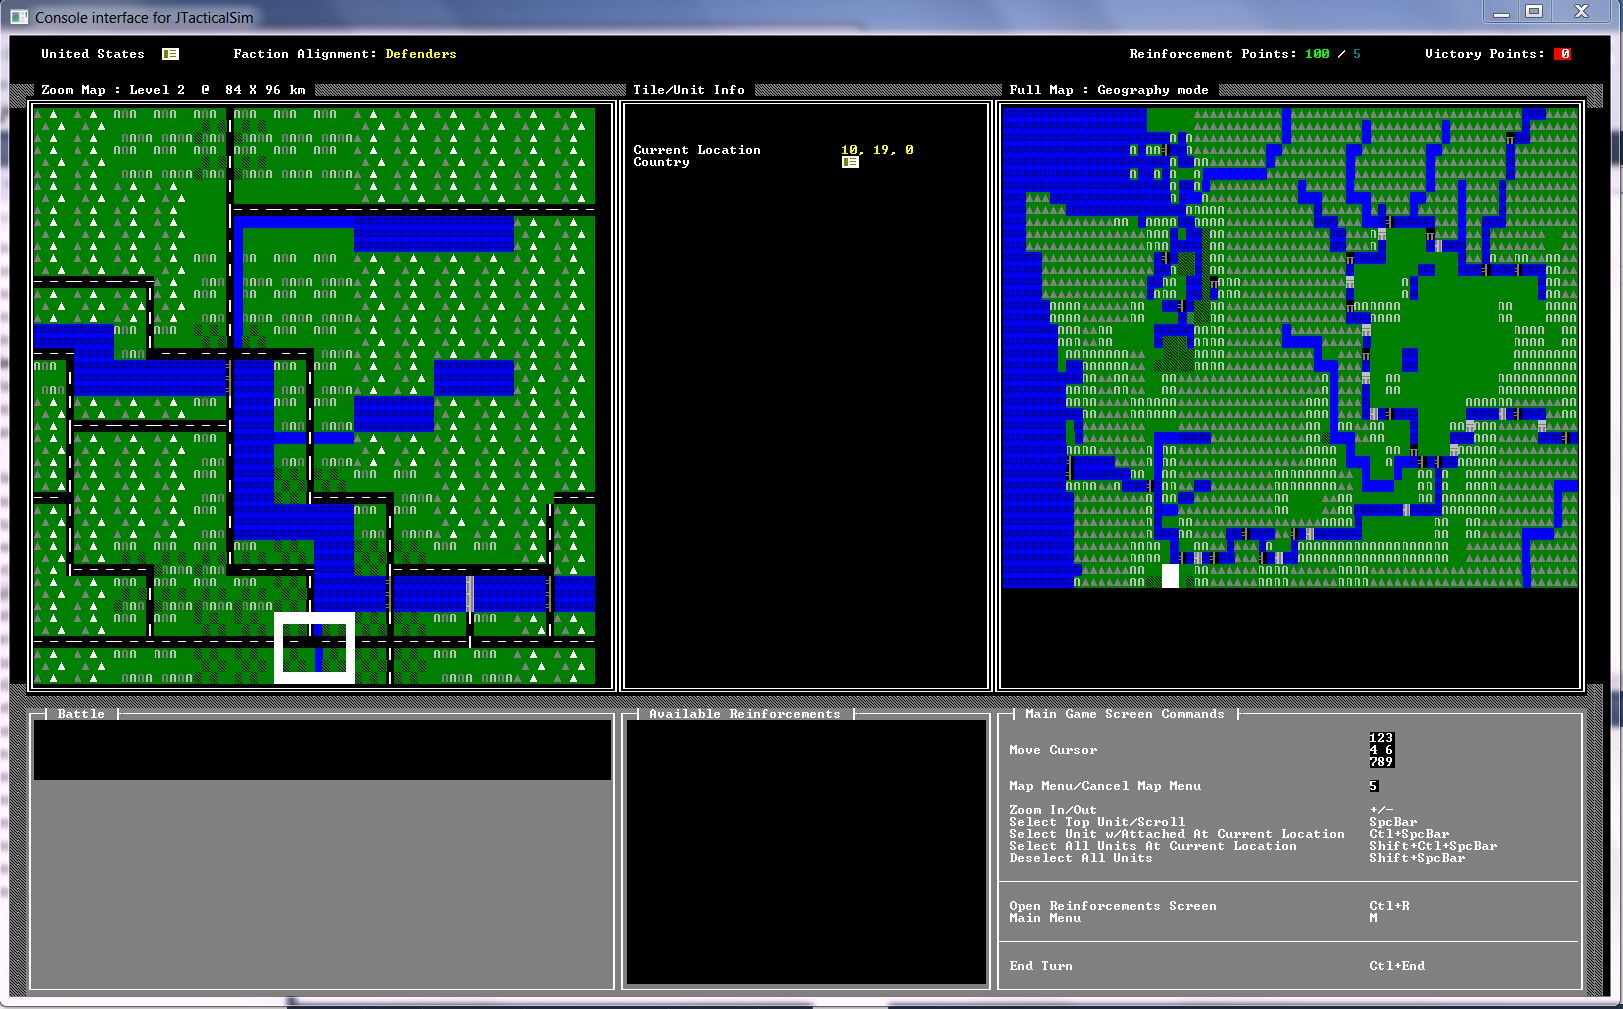 Console interface for JTacticalSim
United States Faction Alignment: Defenders Reinforcement Points: 100 / 5 Victory Points: 0
Zoom Map : Level 2 @ 84 X 96 km
Tile/Unit Info
Full Map : Geography mode
Current Location 10, 19, 0
Country
Battle
Available Reinforcements
Main Game Screen Commands
Move Cursor
123
4 6
789
Map Menu/Cancel Map Menu 5
Zoom In/Out +/-
Select Top Unit/Scroll SpcBar
Select Unit w/Attached At Current Location Ctl+SpcBar
Select All Units At Current Location Shift+Ctl+SpcBar
Deselect All Units Shift+SpcBar
Open Reinforcements Screen Ctl+R
Main Menu M
End Turn Ctl+End